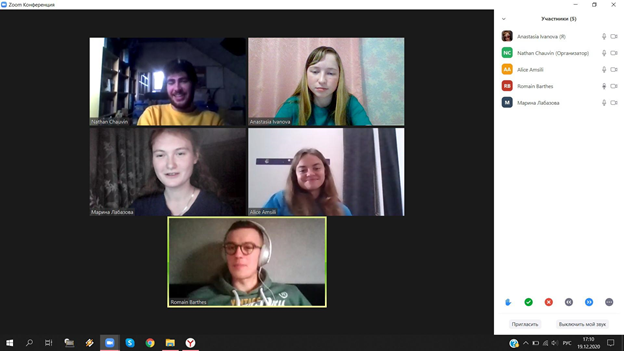 Zoom Конференция
Участники (5)
Anastasia Ivanova (Я)
NC Nathan Chauvin (Организатор)
AA Alice Amsili
RB Romain Barthes
М Марина Лабазова
Nathan Chauvin
Anastasia Ivanova
Марина Лабазова
Alice Amsili
Romain Barthes
Пригласить
Выключить мой звук
РУС
17:10
19.12.2020